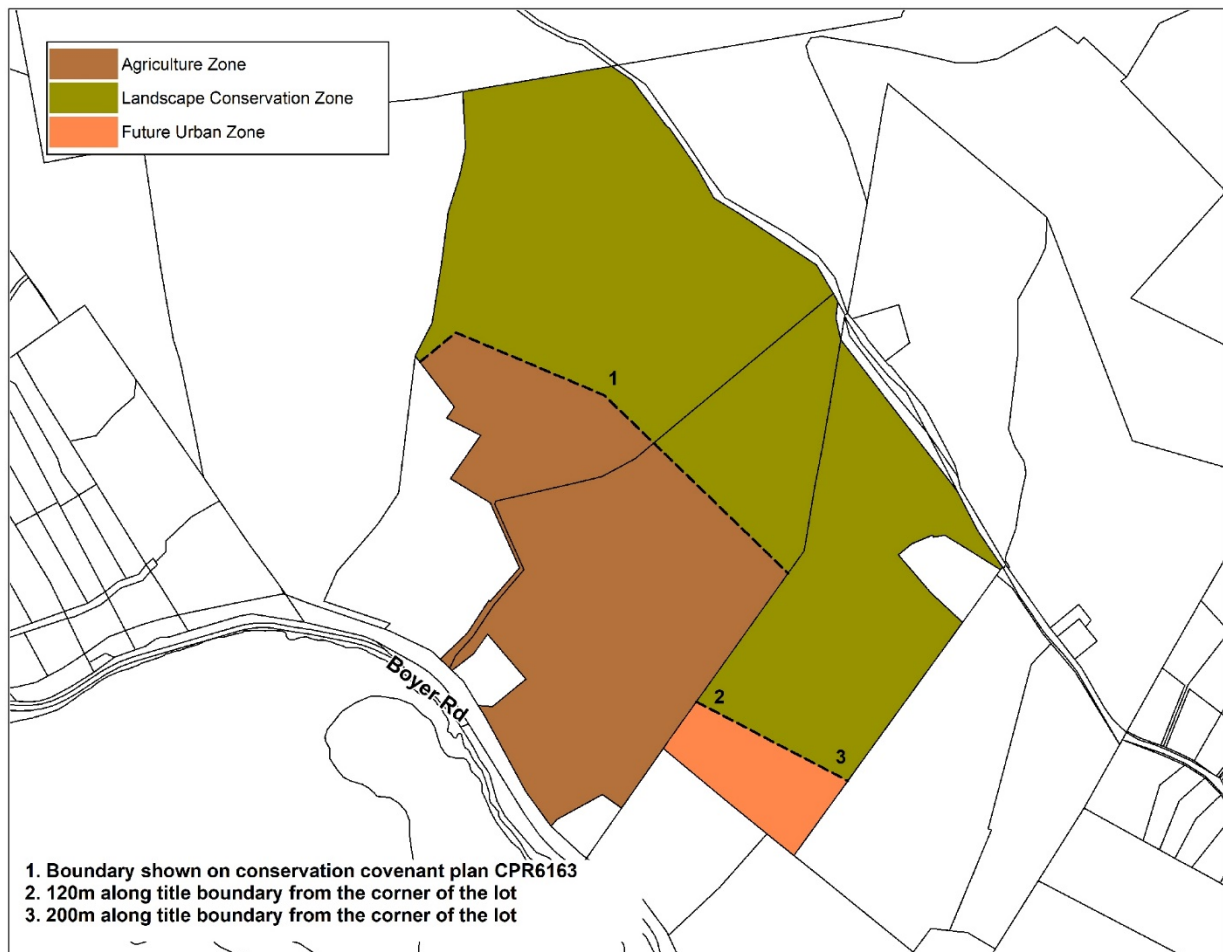 Agriculture Zone
Landscape Conservation Zone
Future Urban Zone
1
Boyer Rd
2
3
1. Boundary shown on conservation covenant plan CPR6163
2. 120m along title boundary from the corner of the lot
3. 200m along title boundary from the corner of the lot